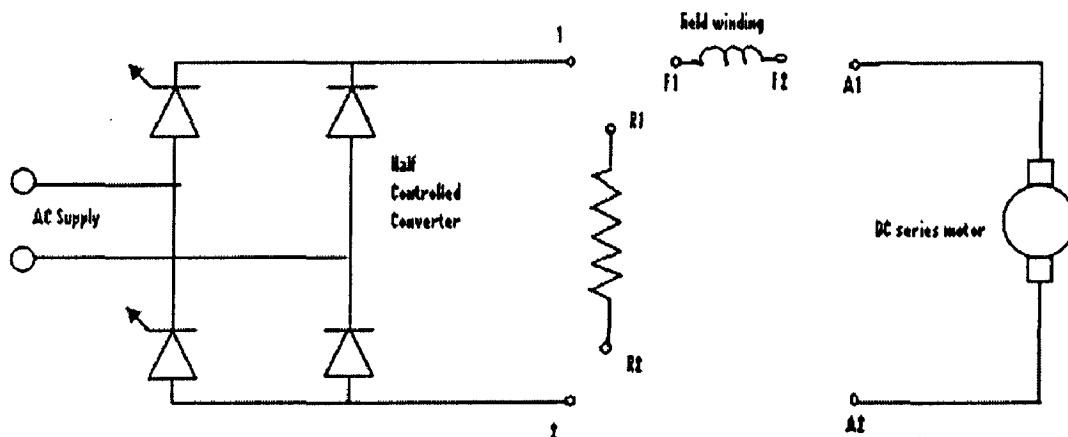 Field winding
1
F1
F2
A1
R1
Half
Controlled
Converter
AC Supply
DC series motor
R2
2
A2